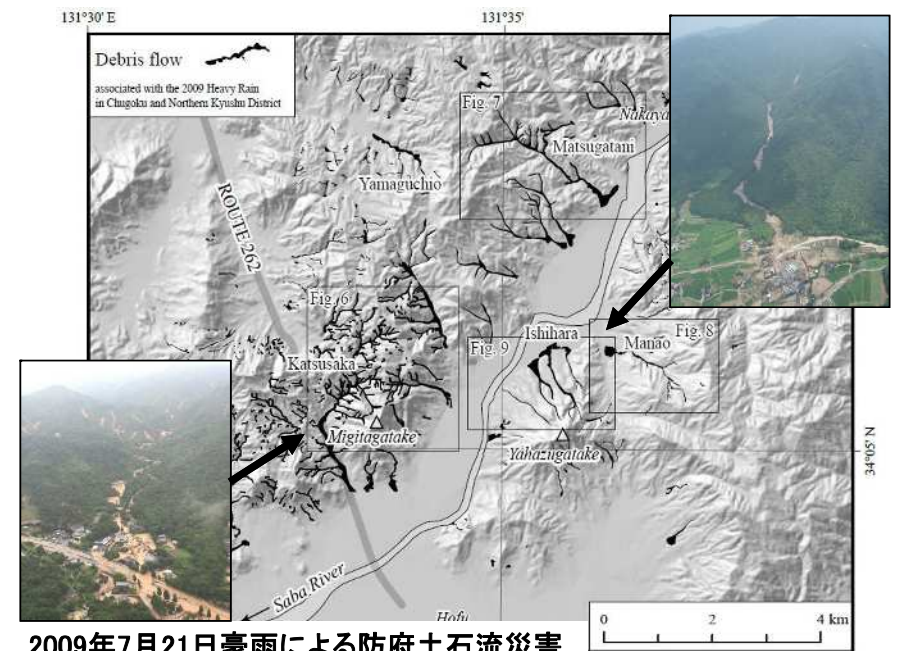 131°30′ E
131°35′
Debris flow
associated with the 2009 Heavy Rain
in Chugoku and Northern Kyushu District
Fig. 7
Nakaya
Matsugatani
Yamaguchio
ROUTE 262
Fig. 6
Ishihara
Fig. 8
Manao
Fig. 9
Katsusaka
Migitagatake
Yahazugatake
34°05′ N
Saba River
Hofu
0 2 4 km
2009年7月21日豪雨による防府土石流災害